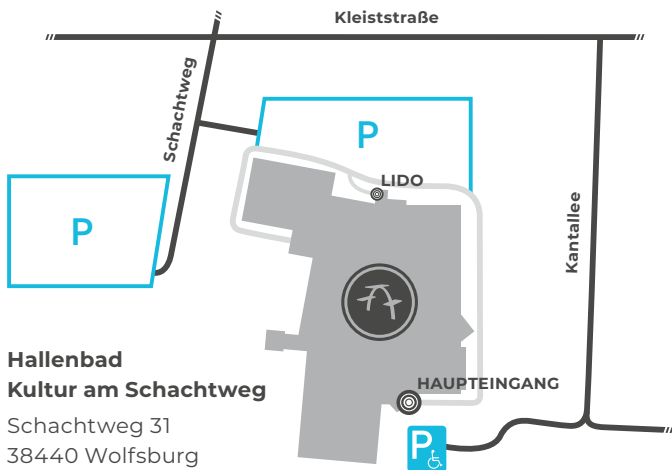 Kleiststraße
Schachtweg
P
LIDO
P
Kantallee
Hallenbad
Kultur am Schachtweg
HAUPTEINGANG
Schachtweg 31
38440 Wolfsburg
P